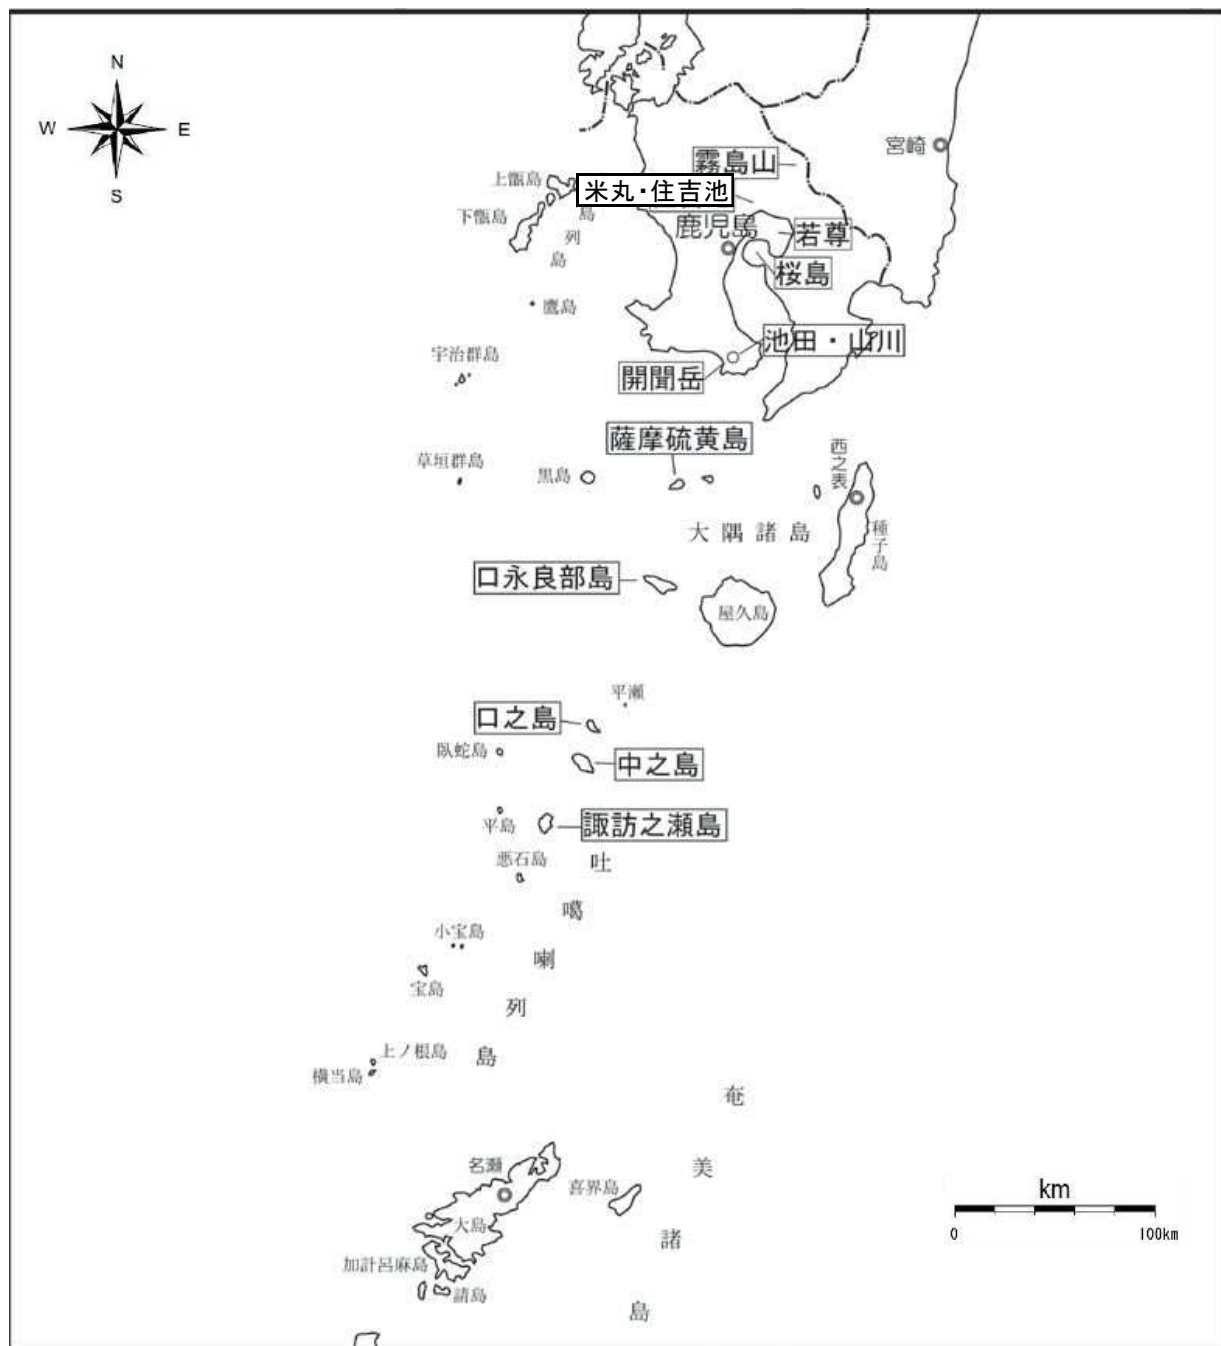 N
W
E
S
宮崎
霧島山
上甑島
米丸・住吉池
下甑島
島
列
島
鹿児島
若尊
桜島
鷹島
池田・山川
宇治群島
開聞岳
薩摩硫黄島
西之表
草垣群島
黒島
大隅諸島
種子島
口永良部島
屋久島
平瀬
口之島
臥蛇島
中之島
平島
諏訪之瀬島
悪石島
吐
噶
喇
列
島
小宝島
宝島
上ノ根島
横当島
奄
美
諸
島
名瀬
喜界島
大島
加計呂麻島
請島
km
0
100km